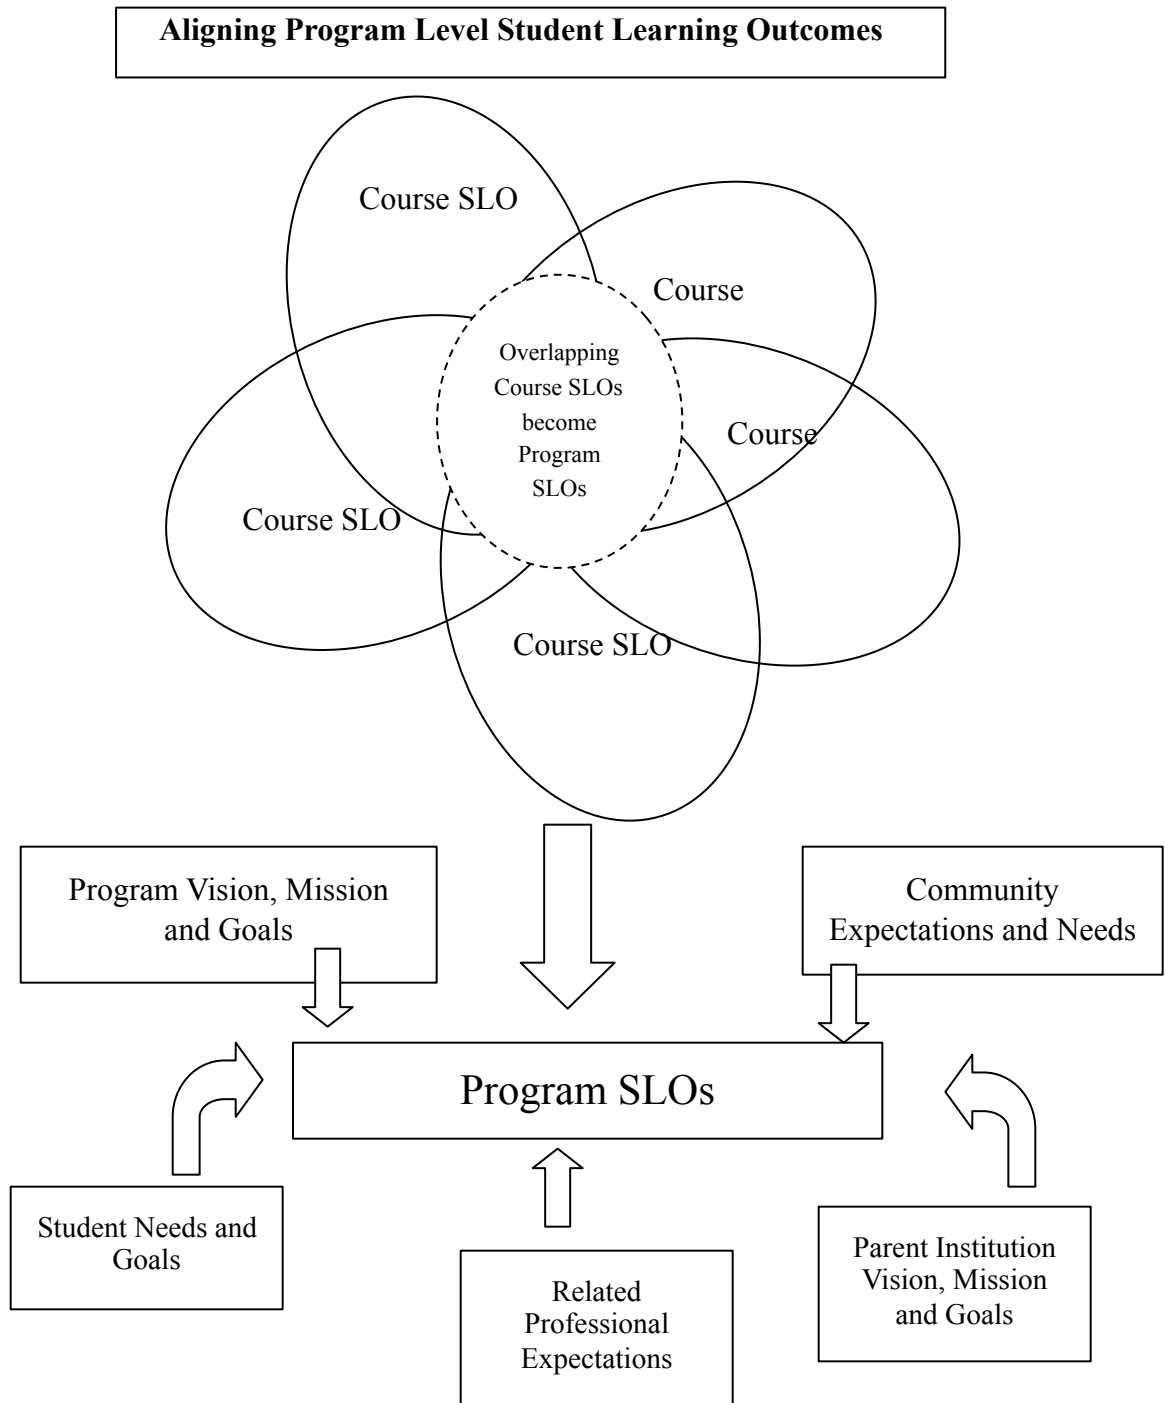 Aligning Program Level Student Learning Outcomes
Course SLO
Course
Overlapping
Course SLOs
become
Program
SLOs
Course
Course SLO
Course SLO
Program Vision, Mission
and Goals
Community
Expectations and Needs
Program SLOs
Student Needs and
Goals
Related
Professional
Expectations
Parent Institution
Vision, Mission
and Goals